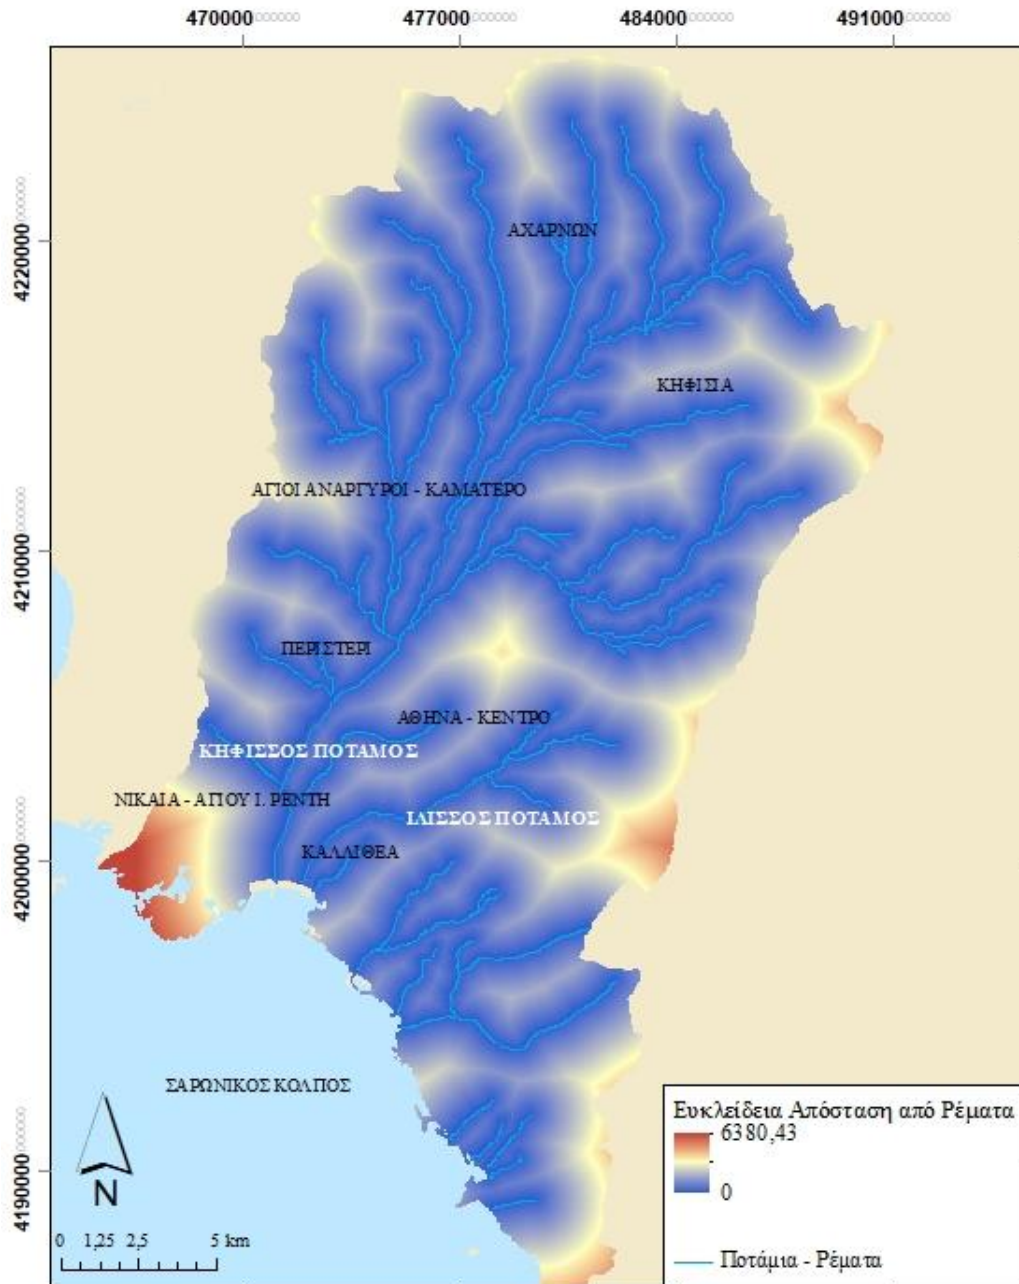 470000 477000 484000 491000
4220000
4210000
4200000
4190000
ΑΧΑΡΝΩΝ
ΚΗΦΙΣΙΑ
ΑΓΙΟΙ ΑΝΑΡΓΥΡΟΙ - ΚΑΜΑΤΕΡΟ
ΠΕΡΙΣΤΕΡΙ
ΑΘΗΝΑ - ΚΕΝΤΡΟ
ΚΗΦΙΣΣΟΣ ΠΟΤΑΜΟΣ
ΝΙΚΑΙΑ - ΑΓΙΟΥ Ι. ΡΕΝΤΗ
ΙΛΙΣΣΟΣ ΠΟΤΑΜΟΣ
ΚΑΛΛΙΘΕΑ
ΣΑΡΩΝΙΚΟΣ ΚΟΛΠΟΣ
N
0 1,25 2,5 5 km
Ευκλείδεια Απόσταση από Ρέματα
6380,43
0
Ποτάμια - Ρέματα